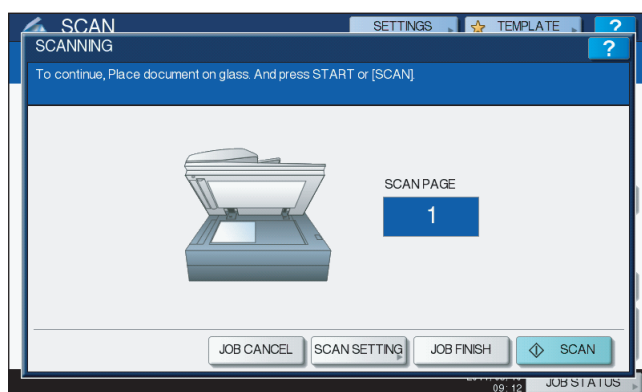 SCAN
SETTINGS
TEMPLATE
?
SCANNING
?
To continue, Place document on glass. And press START or [SCAN].
SCAN PAGE
1
JOB CANCEL
SCAN SETTING
JOB FINISH
SCAN
09: 12
JOB STATUS